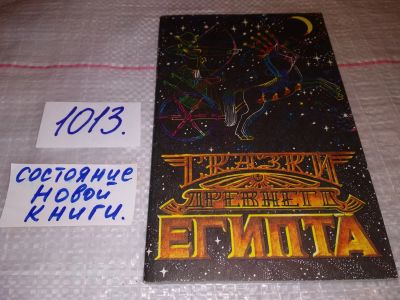 1013.
состояние
новой
книги.
СКАЗКИ
ДРЕВНЕГО
ЕГИПТА